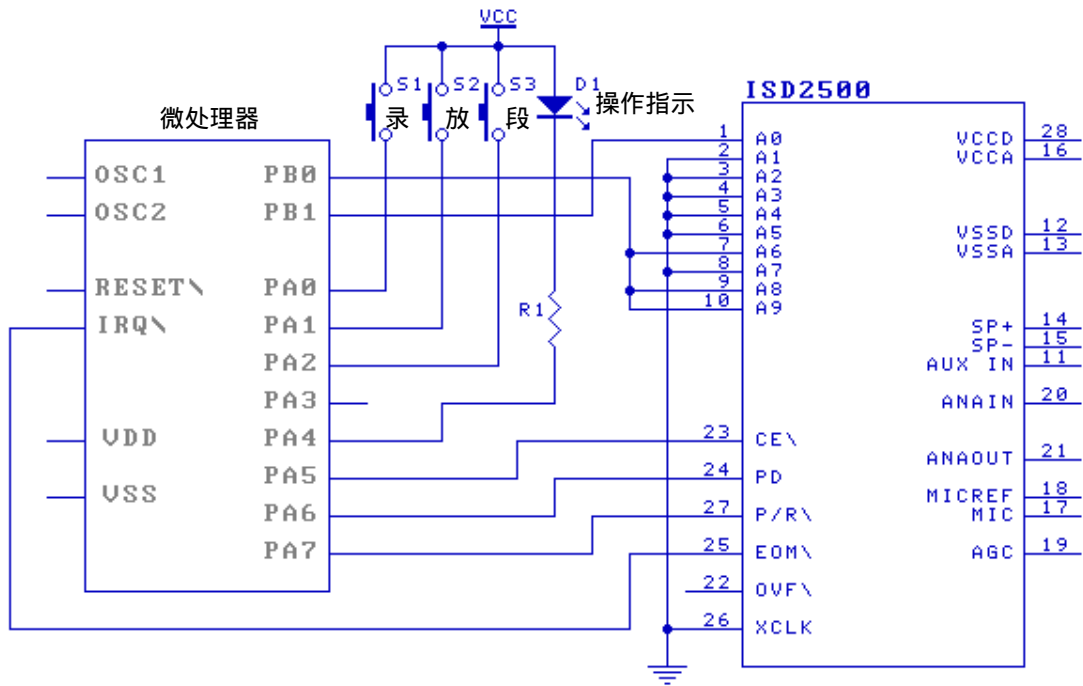 VCC
S1 S2 S3 D1
录 放 段 操作指示
微处理器
OSC1 PB0
OSC2 PB1
RESET\ PA0
IRQ\ PA1
PA2
PA3
VDD PA4
PA5
VSS PA6
PA7
R1
ISD2500
1 A0
2 A1
3 A2
4 A3
5 A4
6 A5
7 A6
8 A7
9 A8
10 A9
23 CE\
24 PD
27 P/R\
25 EOM\
22 OVF\
26 XCLK
VCCD 28
VCCA 16
VSSD 12
VSSA 13
SP+ 14
SP- 15
AUX IN 11
ANAIN 20
ANAOUT 21
MICREF 18
MIC 17
AGC 19